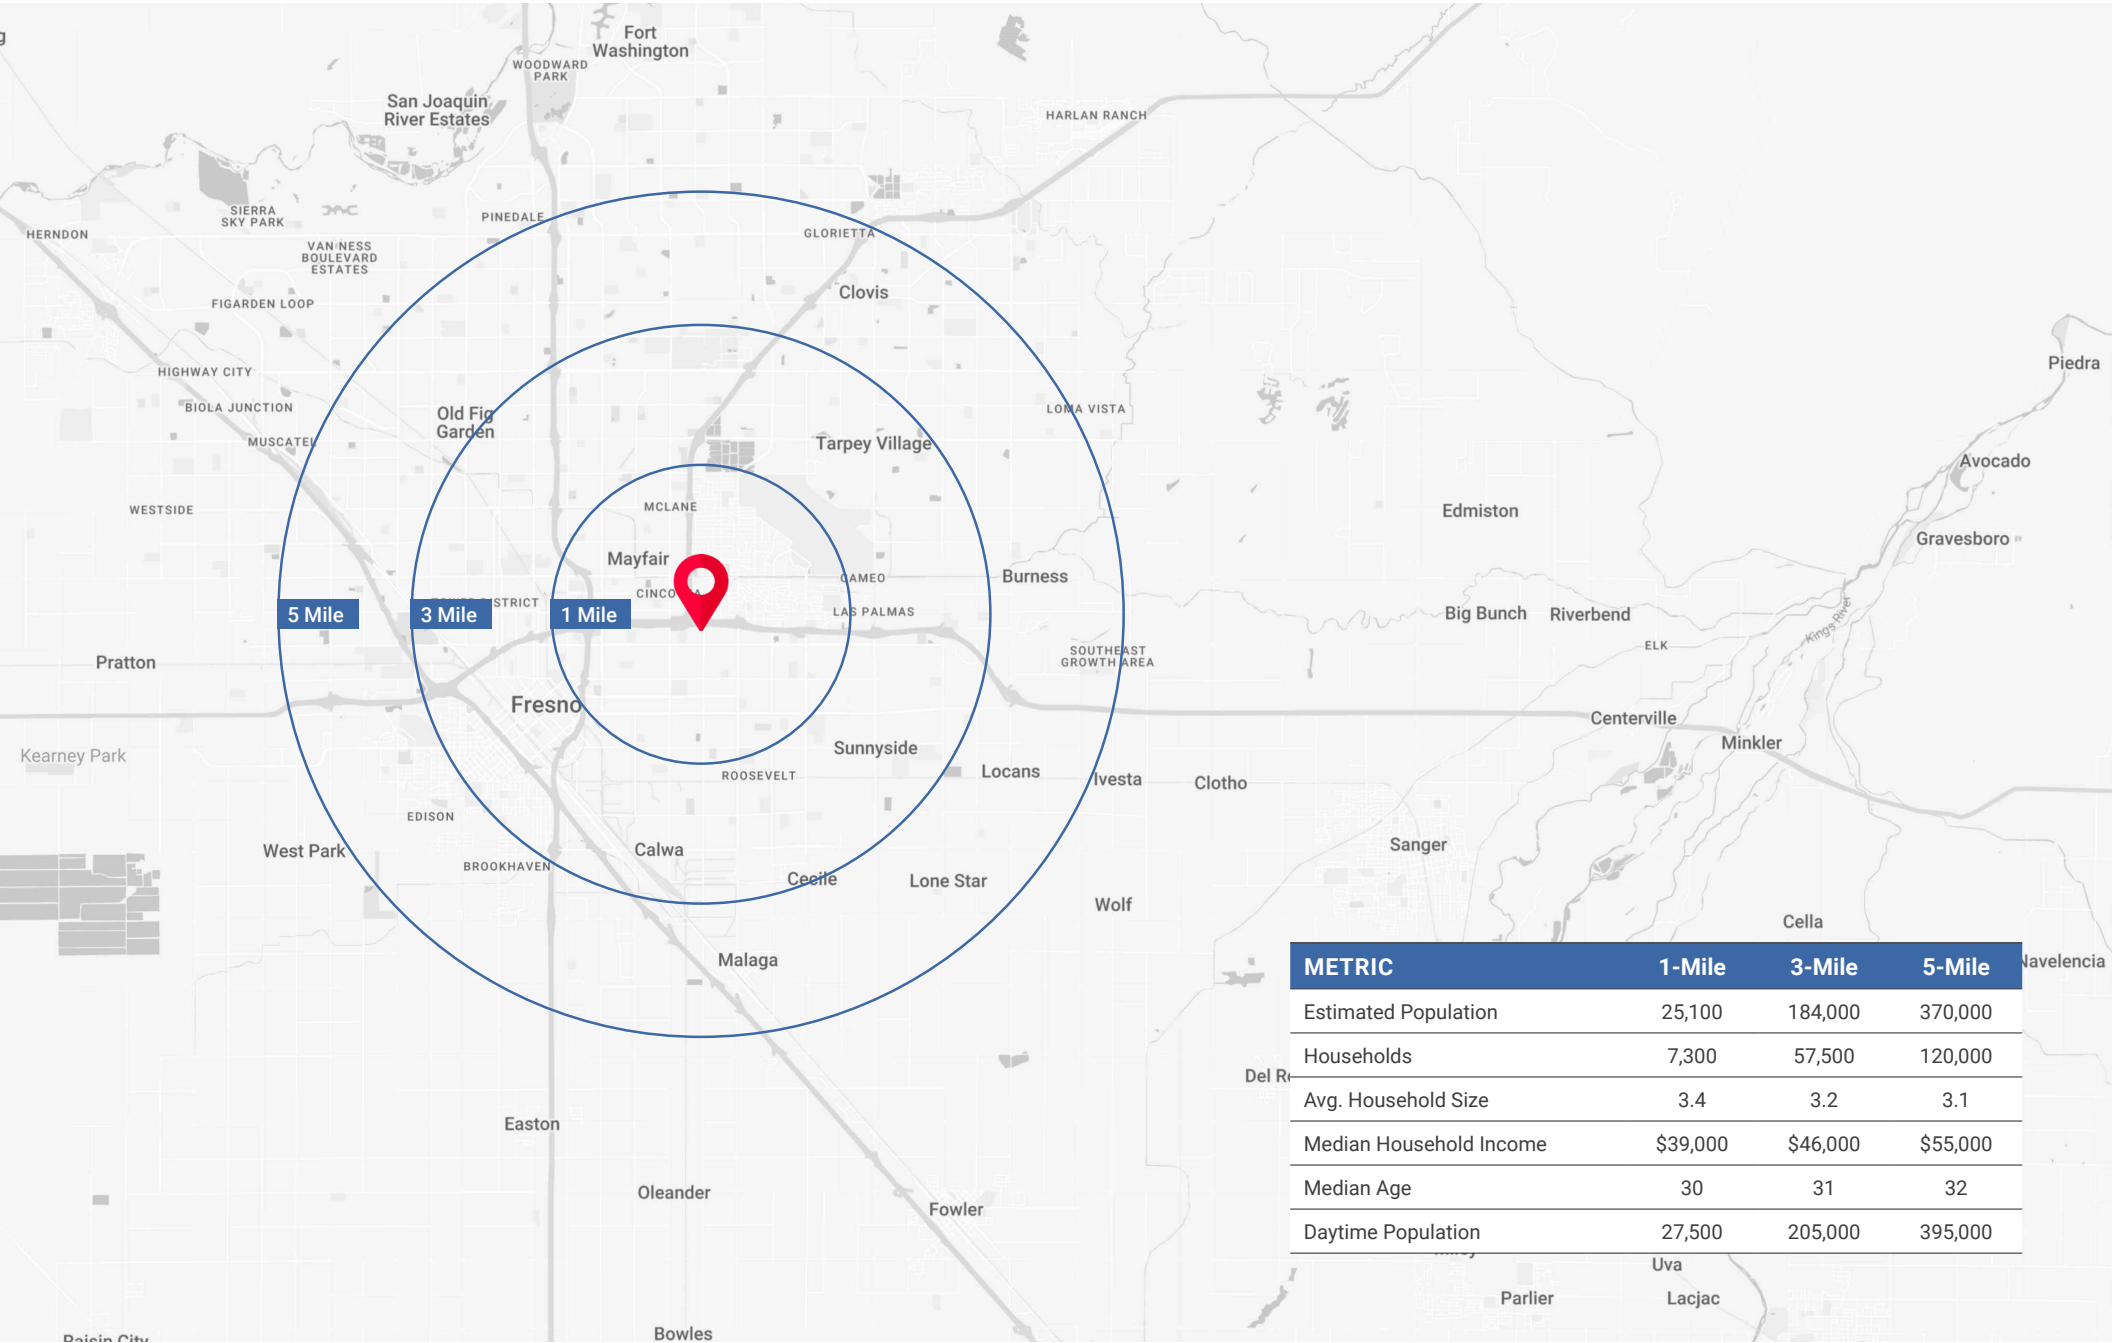 Fort
Washington
WOODWARD
PARK
San Joaquin
River Estates
HARLAN RANCH
SIERRA
SKY PARK
PINEDALE
HERNDON
GLORIETTA
VAN NESS
BOULEVARD
ESTATES
Clovis
FIGARDEN LOOP
Piedra
HIGHWAY CITY
BIOLA JUNCTION
LOMA VISTA
Old Fig
Garden
MUSCATEL
Tarpey Village
Avocado
WESTSIDE
MCLANE
Edmiston
Gravesboro
Mayfair
CAMEO
Burness
CINCO
DISTRICT
LAS PALMAS
5 Mile
3 Mile
1 Mile
Big Bunch
Riverbend
Kings River
ELK
SOUTHEAST
GROWTH AREA
Pratton
Fresno
Centerville
Minkler
Kearney Park
Sunnyside
ROOSEVELT
Locans
Ivesta
Clotho
EDISON
West Park
Calwa
Sanger
BROOKHAVEN
Cecile
Lone Star
Wolf
Cella
Malaga
Navelencia
METRIC 1-Mile 3-Mile 5-Mile
Estimated Population 25,100 184,000 370,000
Households 7,300 57,500 120,000
Avg. Household Size 3.4 3.2 3.1
Median Household Income $39,000 $46,000 $55,000
Median Age 30 31 32
Daytime Population 27,500 205,000 395,000
Del
Easton
Oleander
Fowler
Uva
Parlier
Lacjac
Bowles
Raisin City